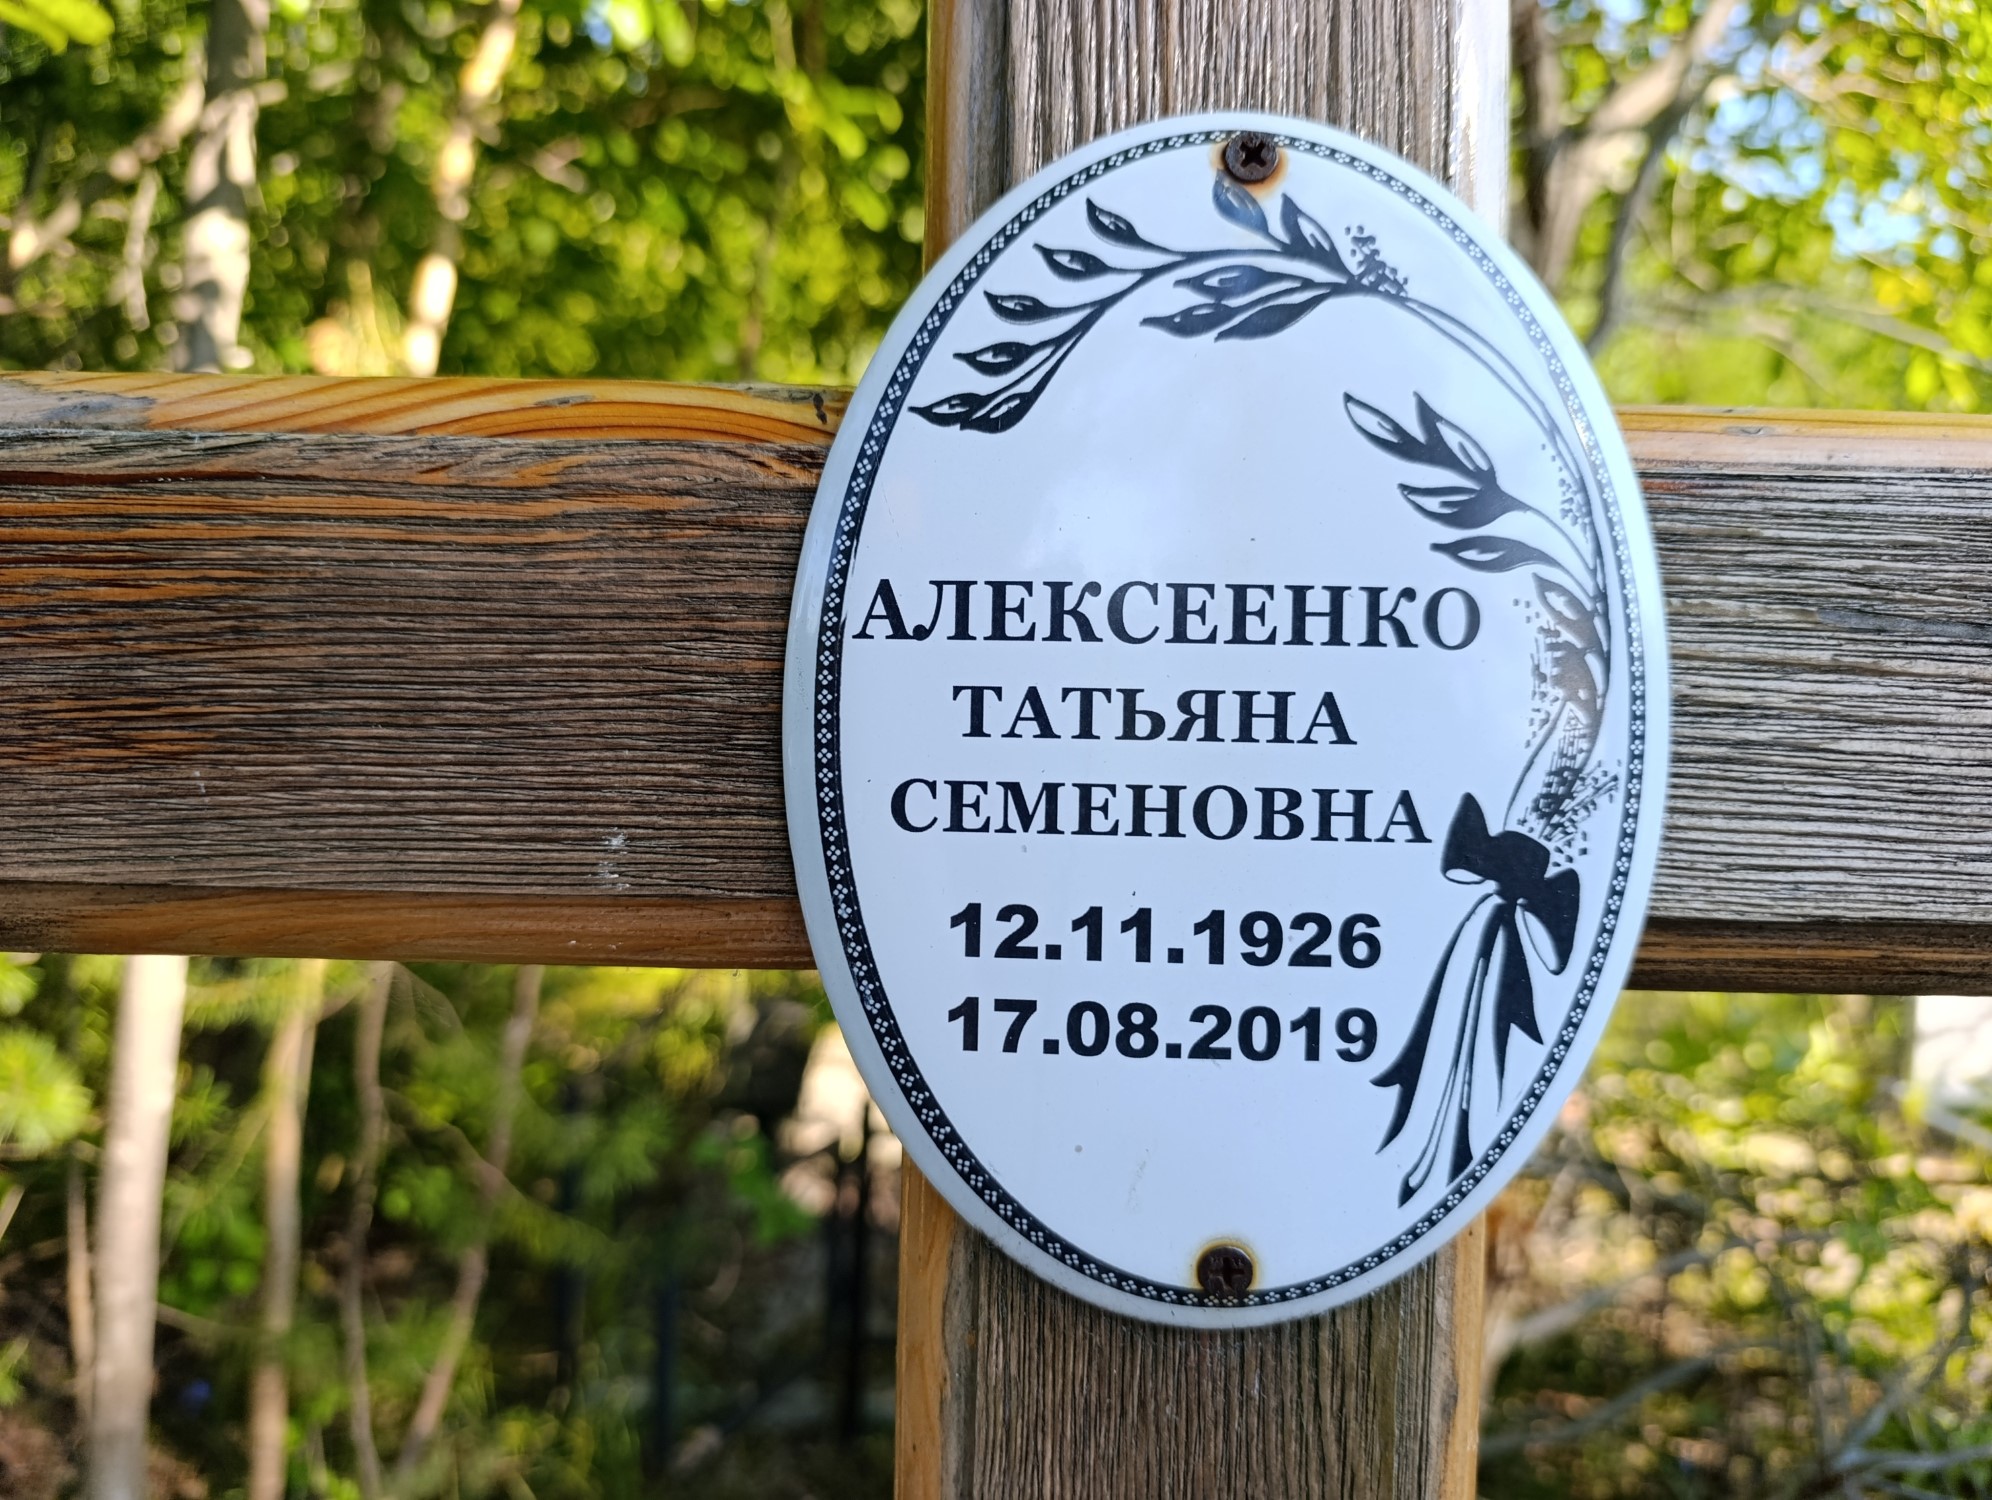 АЛЕКСЕЕНКО
ТАТЬЯНА
СЕМЕНОВНА
12.11.1926
17.08.2019